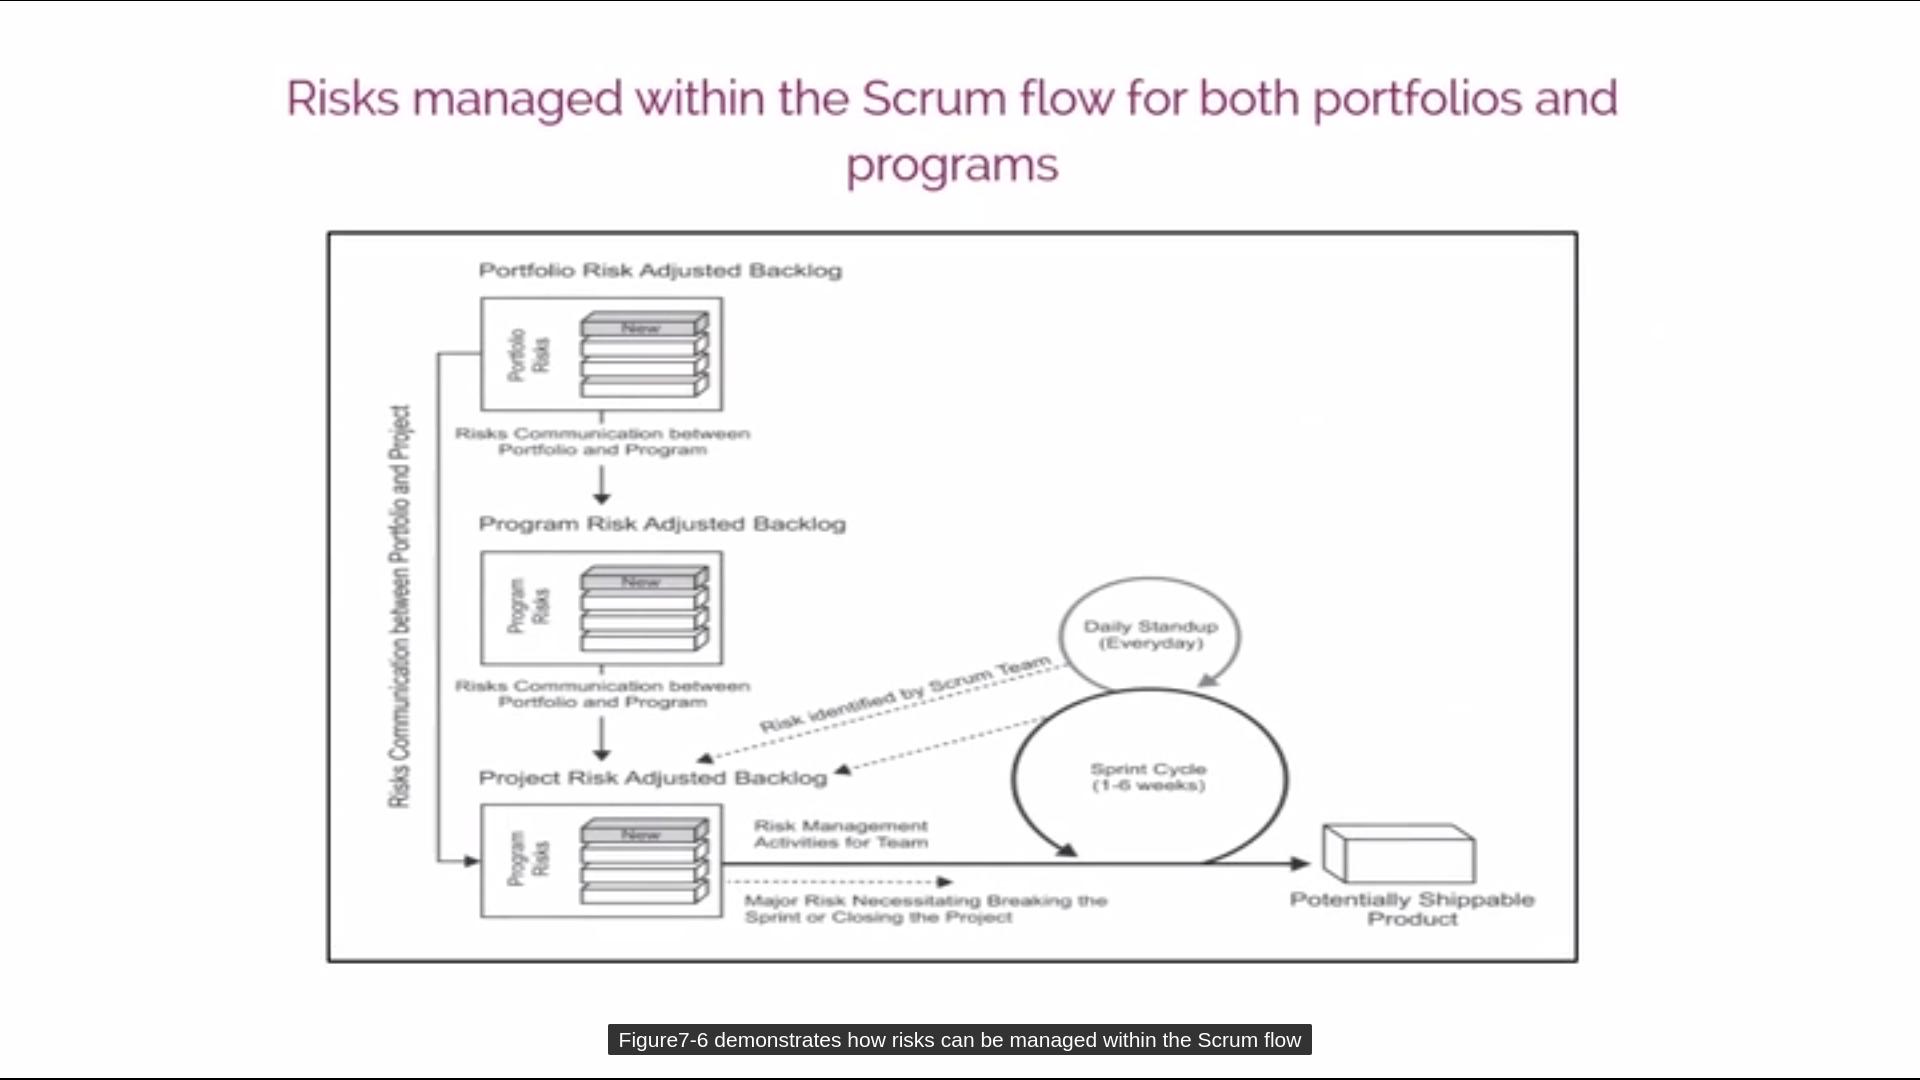 Risks managed within the Scrum flow for both portfolios and
programs
Portfolio Risk Adjusted Backlog
Portfolio
Risks
New
Risks Communication between
Portfolio and Program
Risks Communication between Portfolio and Project
Program Risk Adjusted Backlog
Program
Risks
New
Risks Communication between
Portfolio and Program
Daily Standup
(Everyday)
Risk identified by Scrum Team
Project Risk Adjusted Backlog
Sprint Cycle
(1-6 weeks)
Program
Risks
New
Risk Management
Activities for Team
Major Risk Necessitating Breaking the
Sprint or Closing the Project
Potentially Shippable
Product
Figure7-6 demonstrates how risks can be managed within the Scrum flow